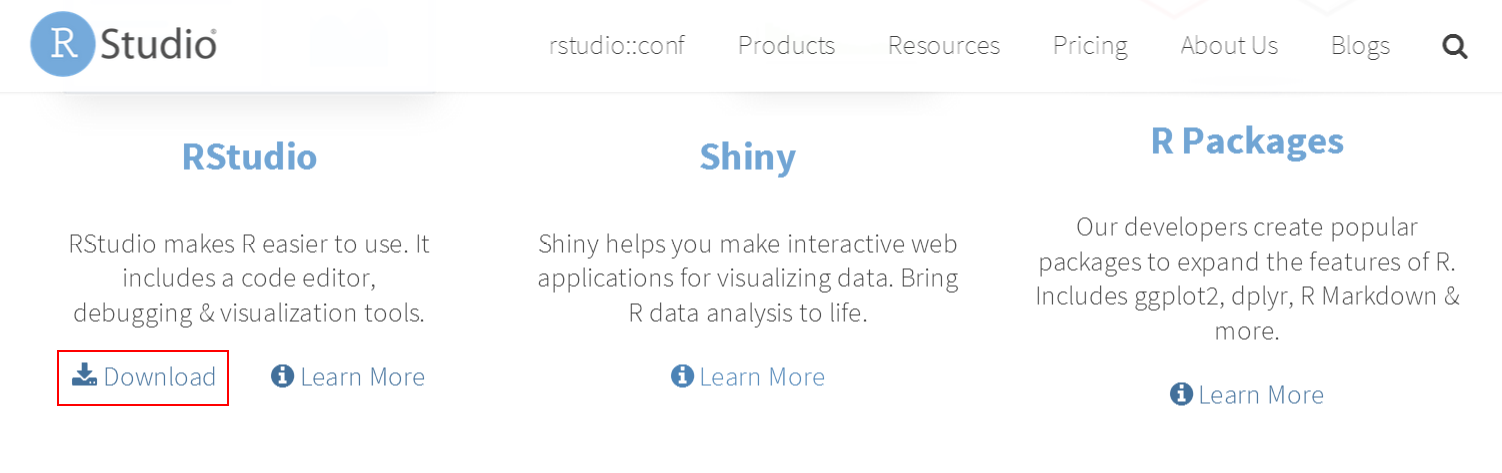 R Studio®
rstudio::conf Products Resources Pricing About Us Blogs
RStudio
RStudio makes R easier to use. It
includes a code editor,
debugging & visualization tools.
Download Learn More
Shiny
Shiny helps you make interactive web
applications for visualizing data. Bring
R data analysis to life.
Learn More
R Packages
Our developers create popular
packages to expand the features of R.
Includes ggplot2, dplyr, R Markdown &
more.
Learn More